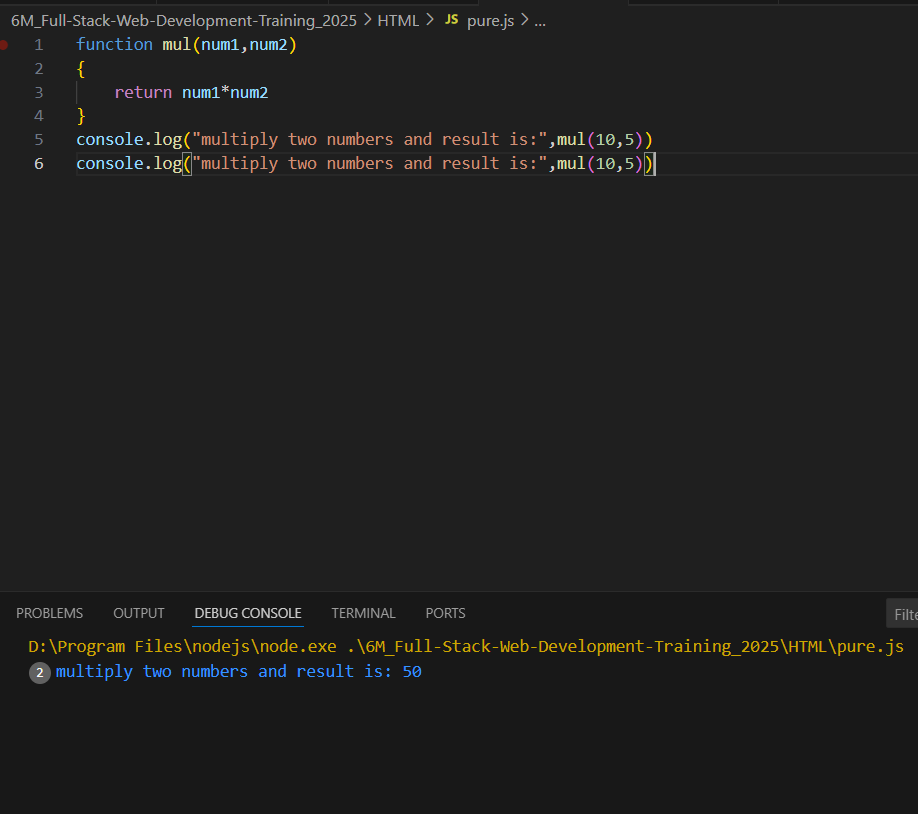 6M_Full-Stack-Web-Development-Training_2025 > HTML > JS pure.js > ...
1 function mul(num1,num2)
2 {
3     return num1*num2
4 }
5 console.log("multiply two numbers and result is:",mul(10,5))
6 console.log("multiply two numbers and result is:",mul(10,5))
PROBLEMS OUTPUT DEBUG CONSOLE TERMINAL PORTS Filte
D:\Program Files\nodejs\node.exe .\6M_Full-Stack-Web-Development-Training_2025\HTML\pure.js
2 multiply two numbers and result is: 50